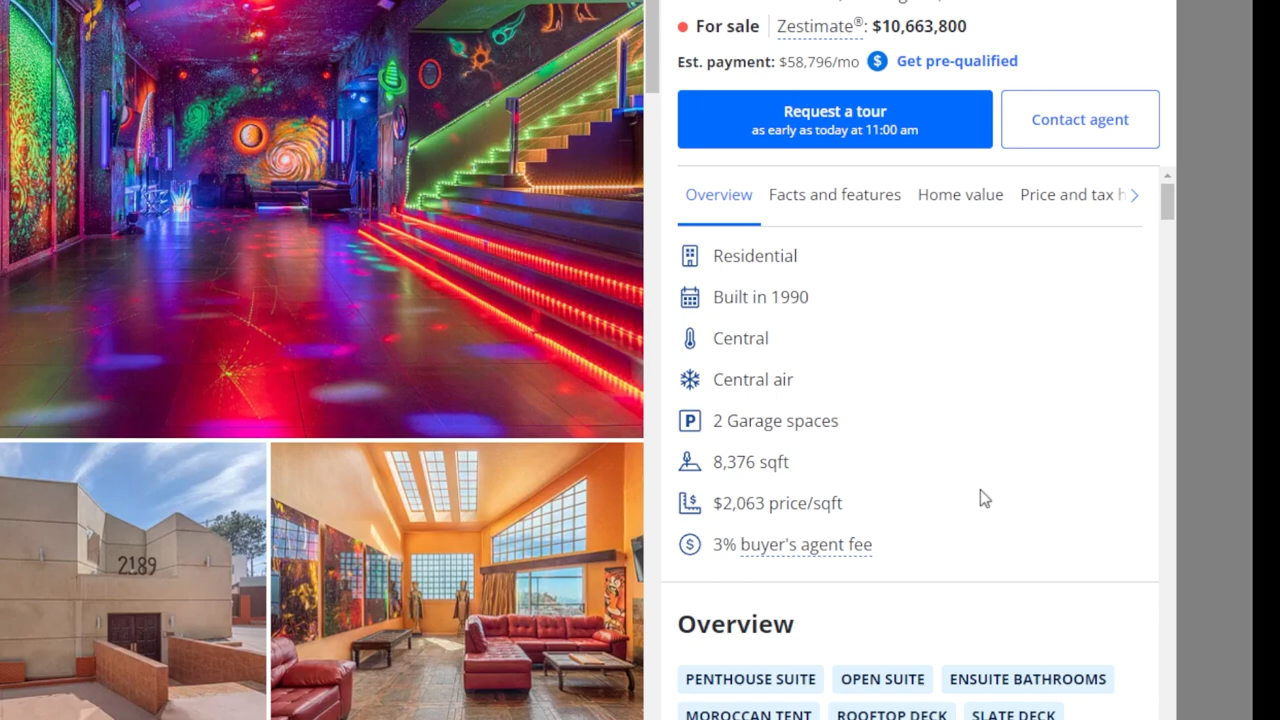 For sale Zestimate®: $10,663,800
Est. payment: $58,796/mo $ Get pre-qualified
Request a tour
as early as today at 11:00 am
Contact agent
Overview Facts and features Home value Price and tax h
Residential
Built in 1990
Central
Central air
P 2 Garage spaces
8,376 sqft
$2,063 price/sqft
3% buyer's agent fee
2189
Overview
PENTHOUSE SUITE OPEN SUITE ENSUITE BATHROOMS
MOROCCAN TENT ROOFTOP DECK SLATE DECK